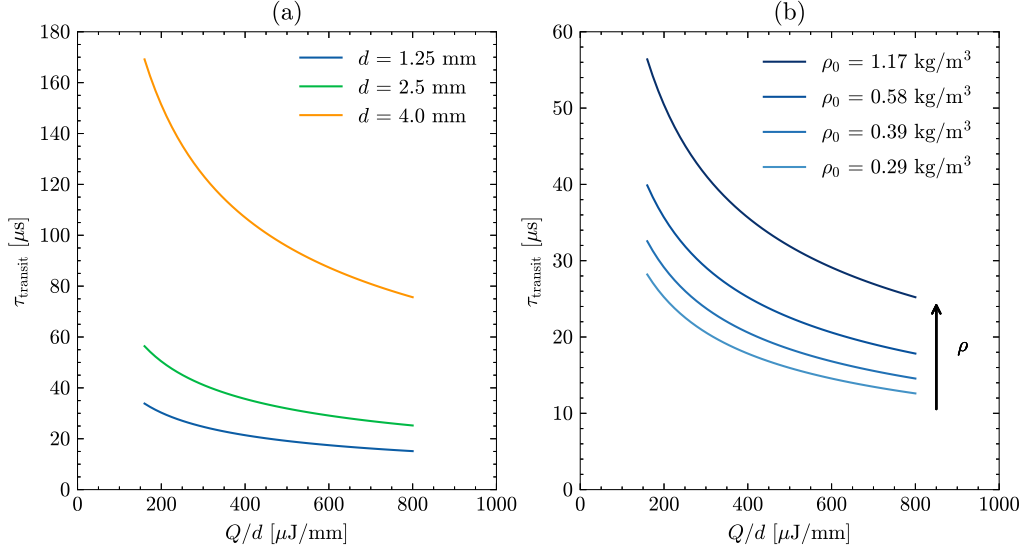 (a)
180
160
140
120
100
80
60
40
20
0
τtransit [μs]
d = 1.25 mm
d = 2.5 mm
d = 4.0 mm
0 200 400 600 800 1000
Q/d [μJ/mm]
(b)
60
50
40
30
20
10
0
τtransit [μs]
ρ₀ = 1.17 kg/m³
ρ₀ = 0.58 kg/m³
ρ₀ = 0.39 kg/m³
ρ₀ = 0.29 kg/m³
ρ
0 200 400 600 800 1000
Q/d [μJ/mm]